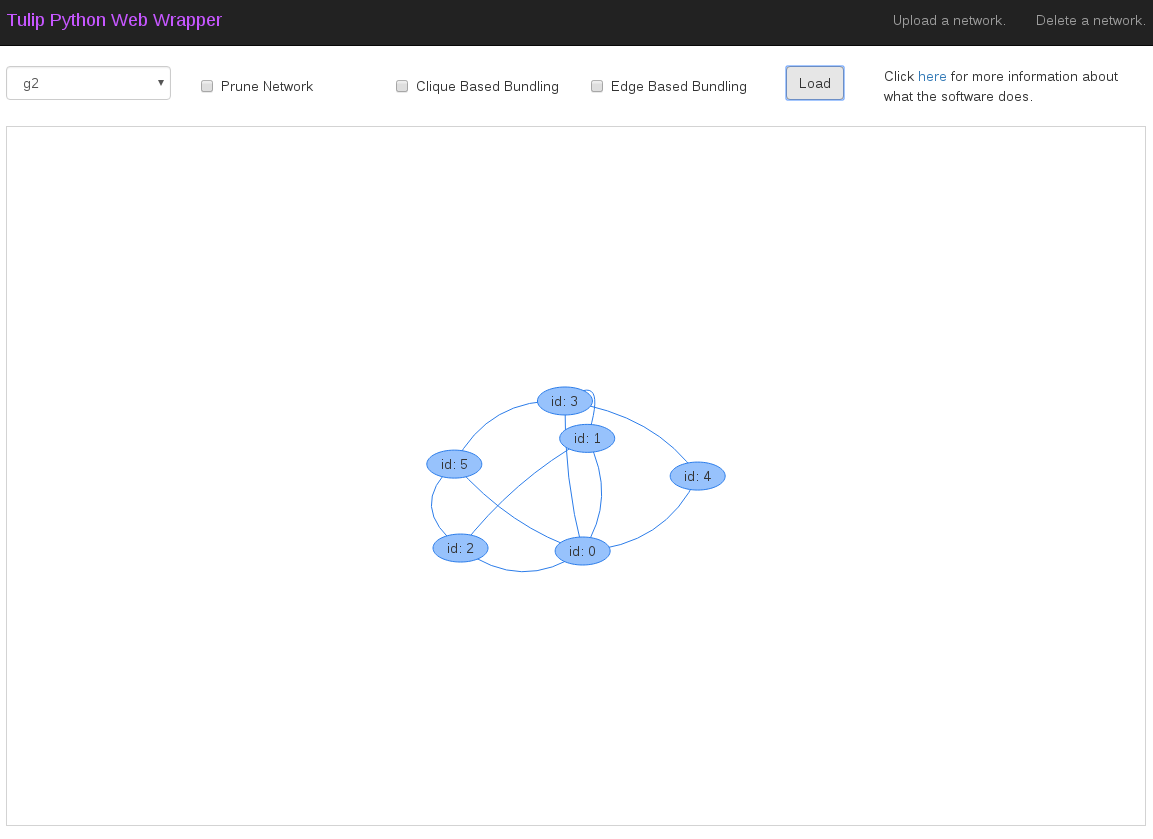 Tulip Python Web Wrapper
Upload a network. Delete a network.
g2
Prune Network
Clique Based Bundling
Edge Based Bundling
Load
Click here for more information about
what the software does.
id: 3
id: 1
id: 5
id: 4
id: 2
id: 0